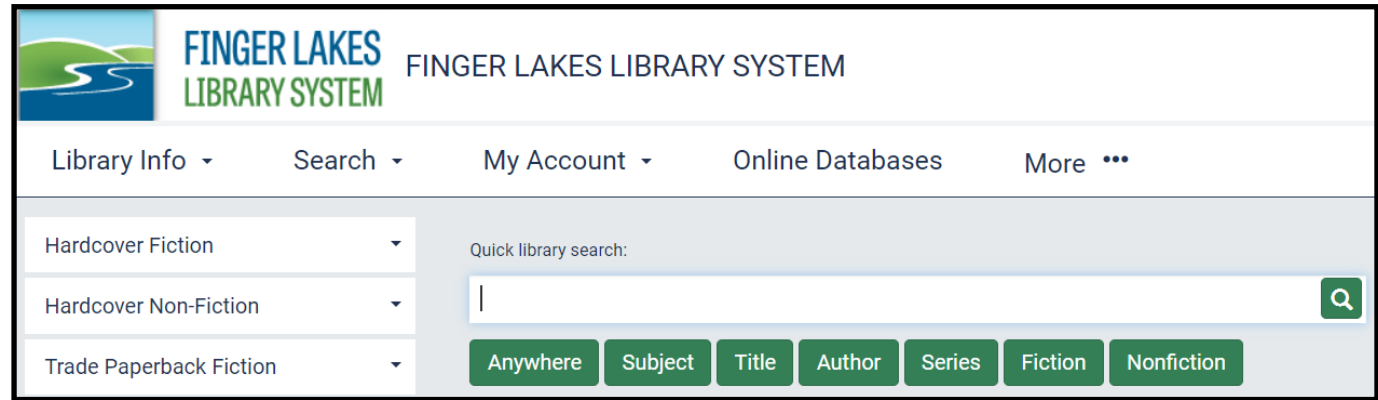 FINGER LAKES
LIBRARY SYSTEM
FINGER LAKES LIBRARY SYSTEM
Library Info
Search
My Account
Online Databases
More •••
Hardcover Fiction
Hardcover Non-Fiction
Trade Paperback Fiction
Quick library search:
Anywhere
Subject
Title
Author
Series
Fiction
Nonfiction